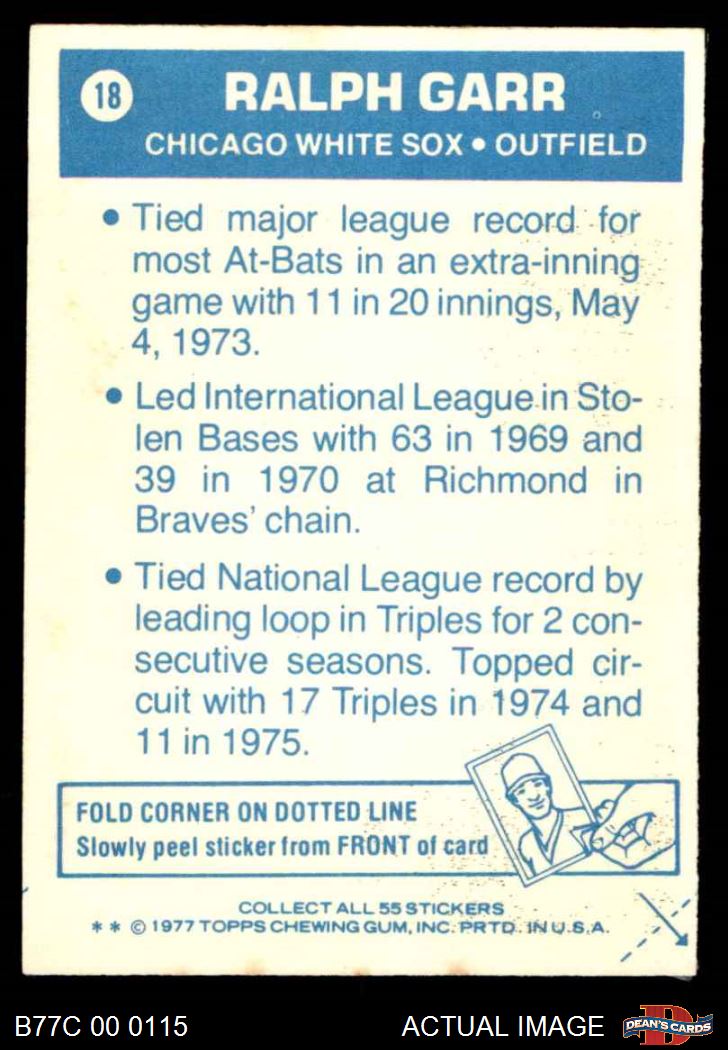 18
RALPH GARR
CHICAGO WHITE SOX • OUTFIELD
• Tied major league record for
most At-Bats in an extra-inning
game with 11 in 20 innings, May
4, 1973.
• Led International League in Sto-
len Bases with 63 in 1969 and
39 in 1970 at Richmond in
Braves' chain.
• Tied National League record by
leading loop in Triples for 2 con-
secutive seasons. Topped cir-
cuit with 17 Triples in 1974 and
11 in 1975.
FOLD CORNER ON DOTTED LINE
Slowly peel sticker from FRONT of card
COLLECT ALL 55 STICKERS
* * © 1977 TOPPS CHEWING GUM, INC. PRTD. IN U.S.A.
B77C 00 0115 ACTUAL IMAGE D DEAN'S CARDS